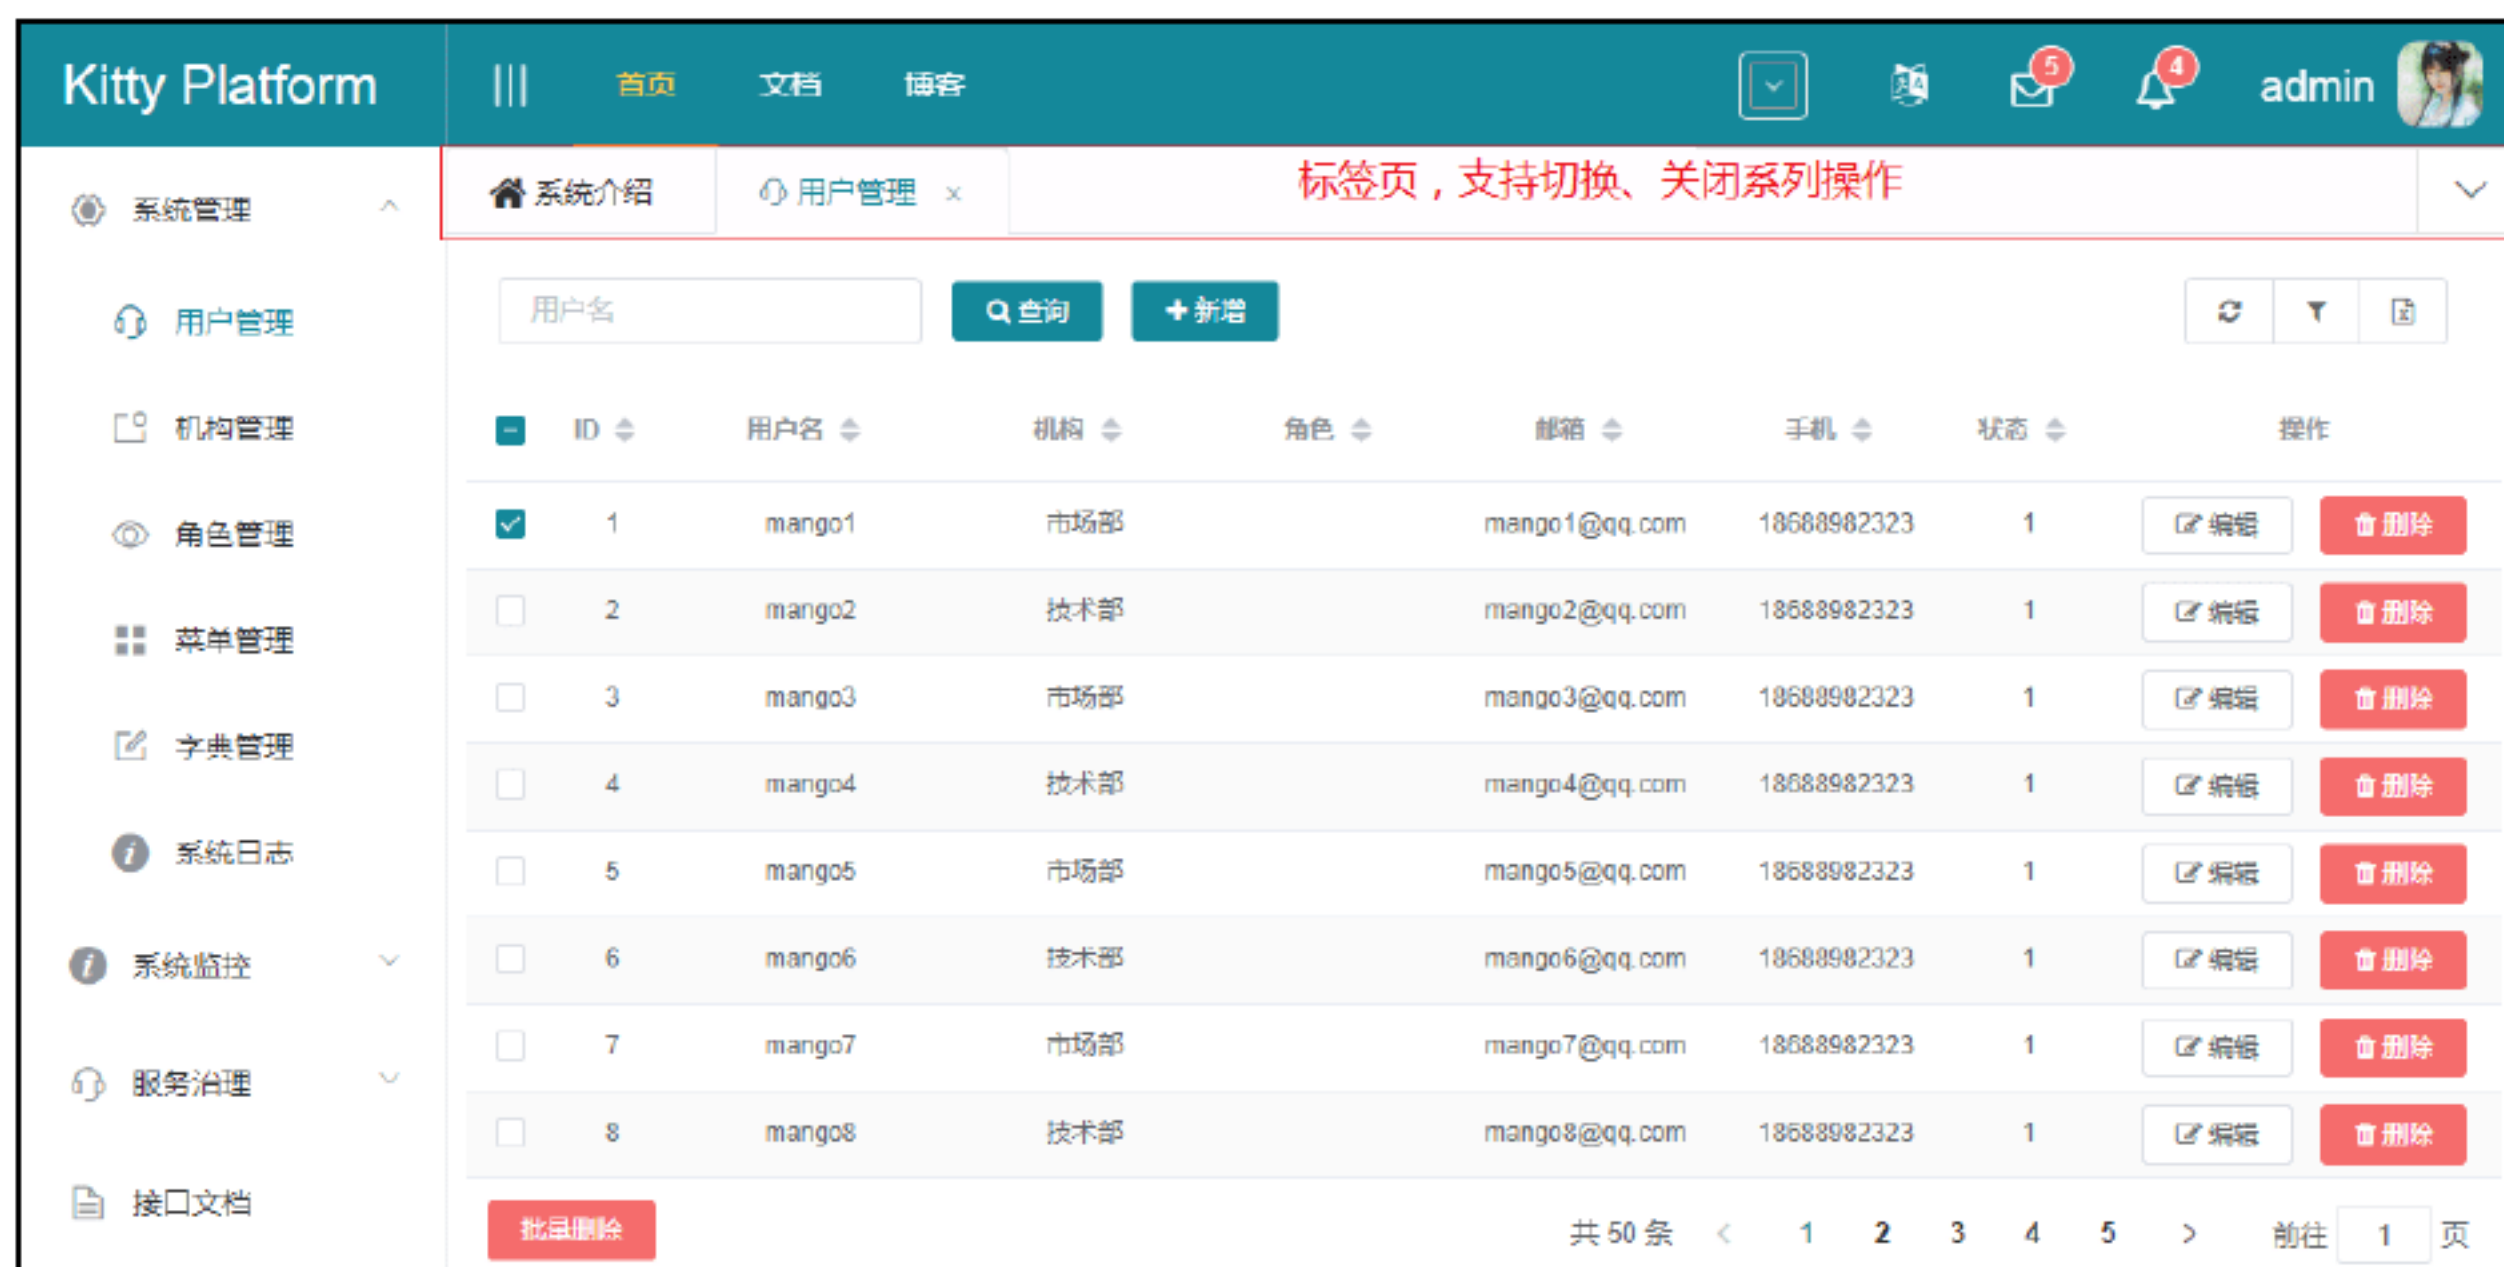 Kitty Platform 首页 文档 博客 5 4 admin
系统介绍 用户管理 × 标签页，支持切换、关闭系列操作
系统管理
用户管理
机构管理
角色管理
菜单管理
字典管理
系统日志
系统监控
服务治理
接口文档
用户名 查询 新增
ID 用户名 机构 角色 邮箱 手机 状态 操作
1 mango1 市场部 mango1@qq.com 18688982323 1 编辑 删除
2 mango2 技术部 mango2@qq.com 18688982323 1 编辑 删除
3 mango3 市场部 mango3@qq.com 18688982323 1 编辑 删除
4 mango4 技术部 mango4@qq.com 18688982323 1 编辑 删除
5 mango5 市场部 mango5@qq.com 18688982323 1 编辑 删除
6 mango6 技术部 mango6@qq.com 18688982323 1 编辑 删除
7 mango7 市场部 mango7@qq.com 18688982323 1 编辑 删除
8 mango8 技术部 mango8@qq.com 18688982323 1 编辑 删除
批量删除 共 50 条 < 1 2 3 4 5 > 前往 1 页